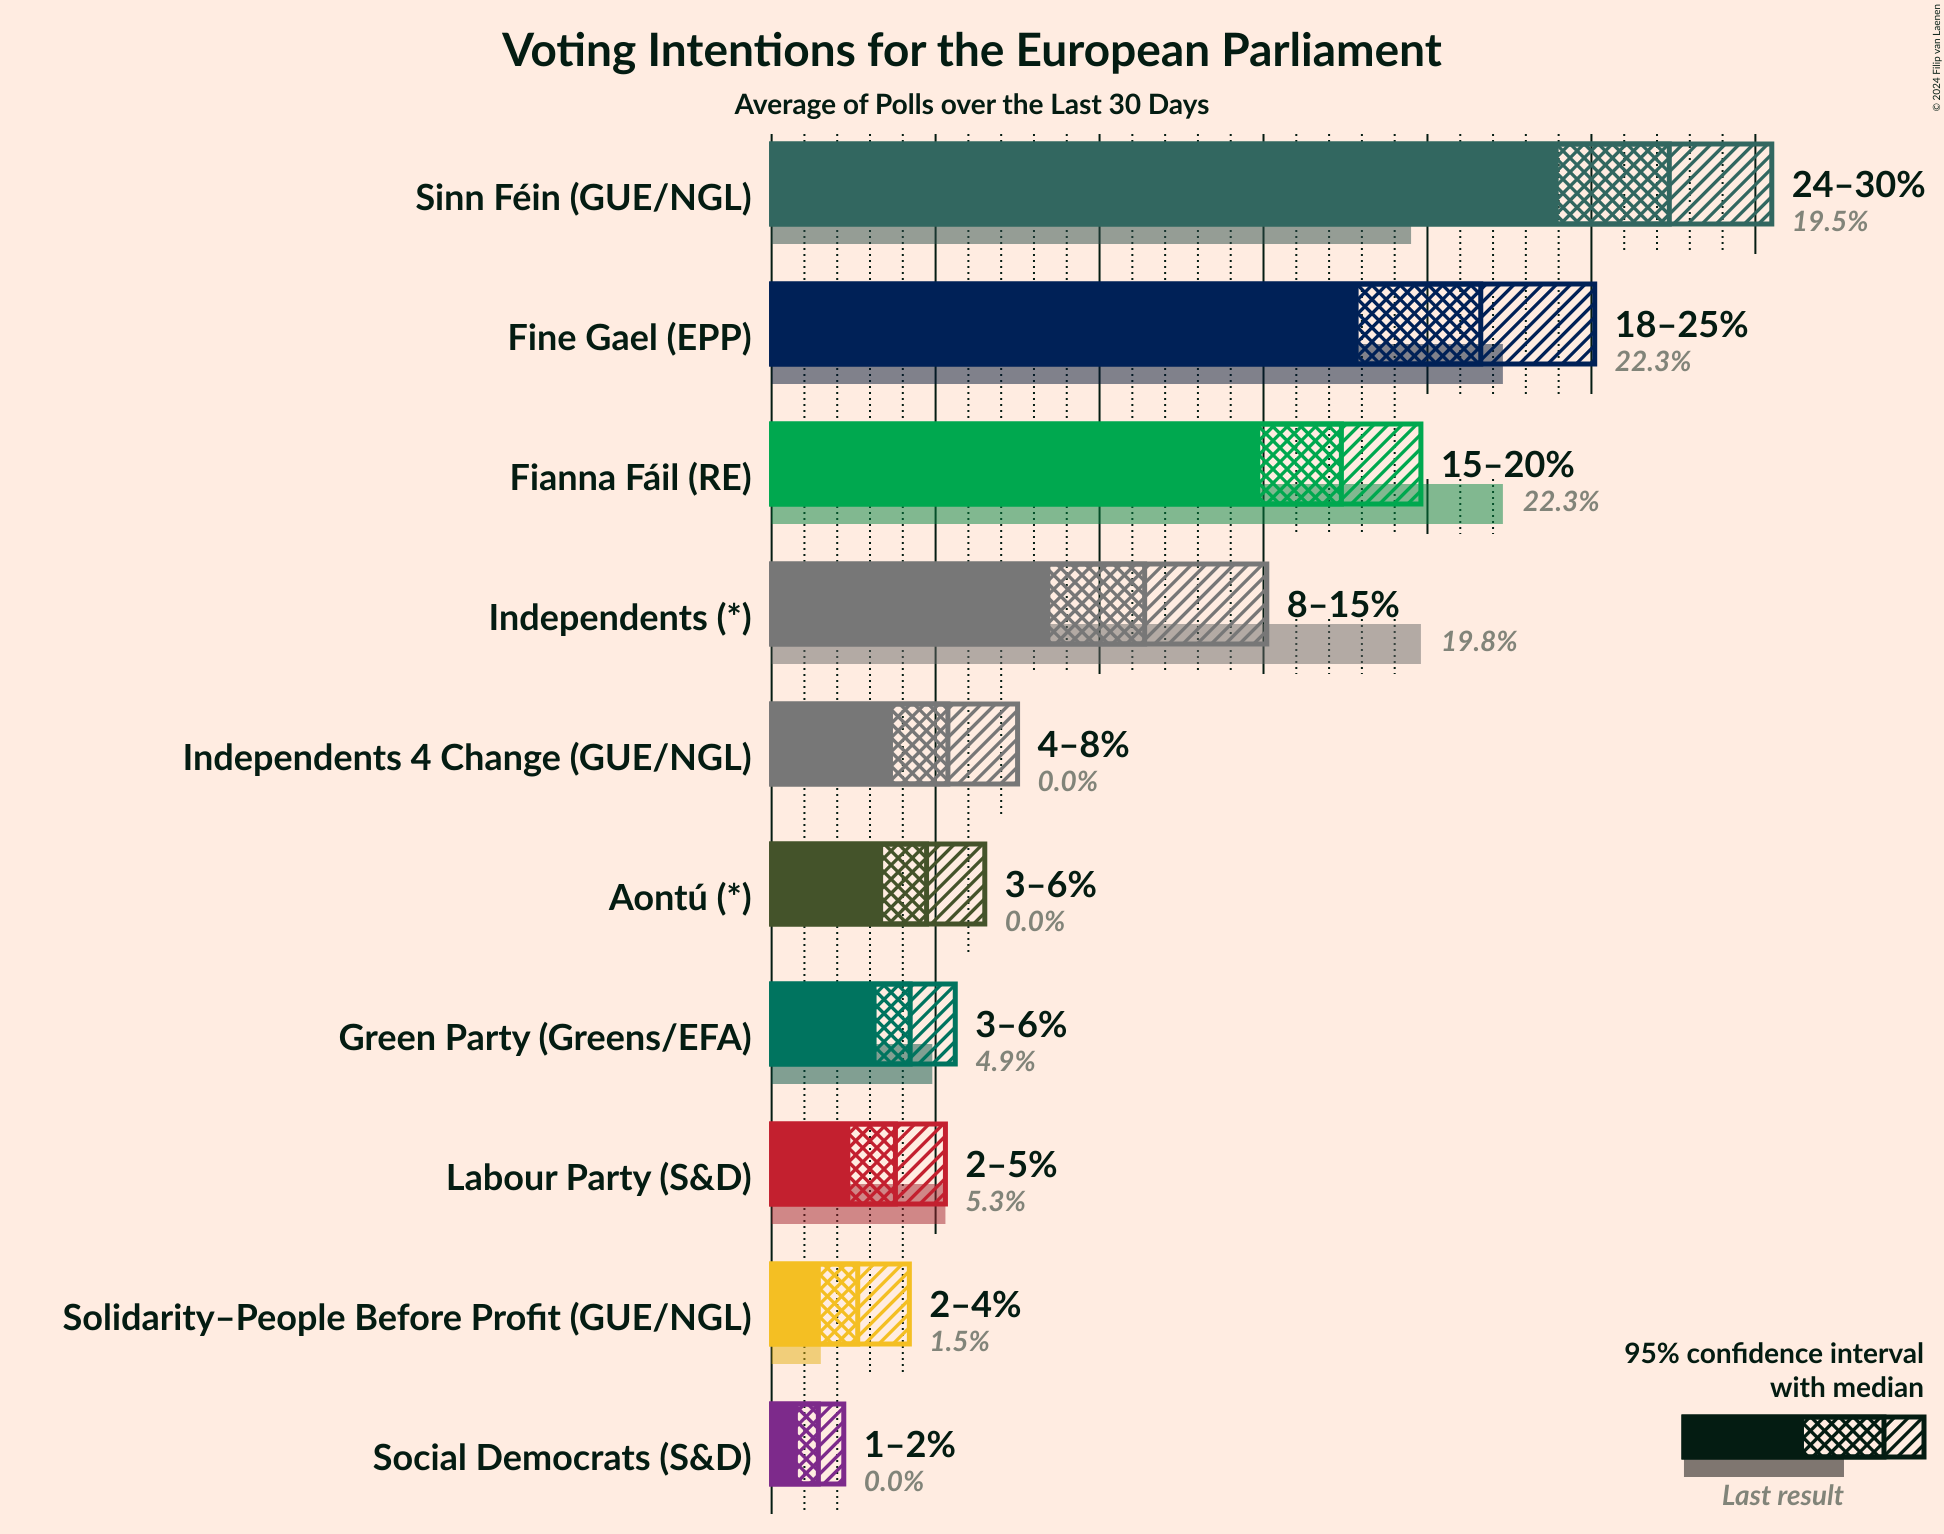 © 2024 Filip van Laenen
Voting Intentions for the European Parliament
Average of Polls over the Last 30 Days
Sinn Féin (GUE/NGL)
24–30%
19.5%
Fine Gael (EPP)
18–25%
22.3%
Fianna Fáil (RE)
15–20%
22.3%
Independents (*)
8–15%
19.8%
Independents 4 Change (GUE/NGL)
4–8%
0.0%
Aontú (*)
3–6%
0.0%
Green Party (Greens/EFA)
3–6%
4.9%
Labour Party (S&D)
2–5%
5.3%
Solidarity–People Before Profit (GUE/NGL)
2–4%
1.5%
Social Democrats (S&D)
1–2%
0.0%
95% confidence interval
with median
Last result